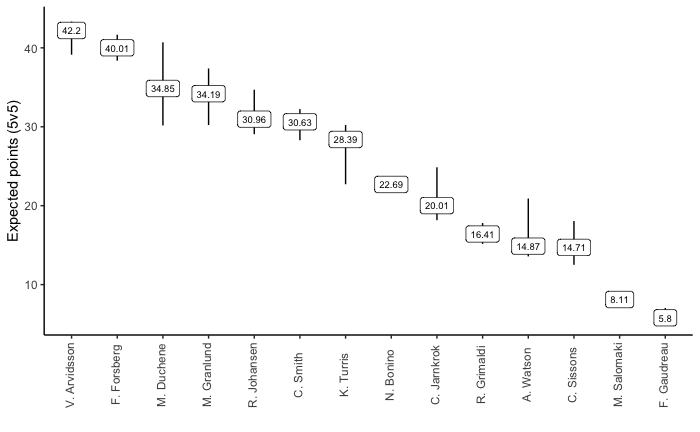 Expected points (5v5)
40
30
20
10
42.2
40.01
34.85
34.19
30.96
30.63
28.39
22.69
20.01
16.41
14.87
14.71
8.11
5.8
V. Arvidsson
F. Forsberg
M. Duchene
M. Granlund
R. Johansen
C. Smith
K. Turris
N. Bonino
C. Jarnkrok
R. Grimaldi
A. Watson
C. Sissons
M. Salomaki
F. Gaudreau